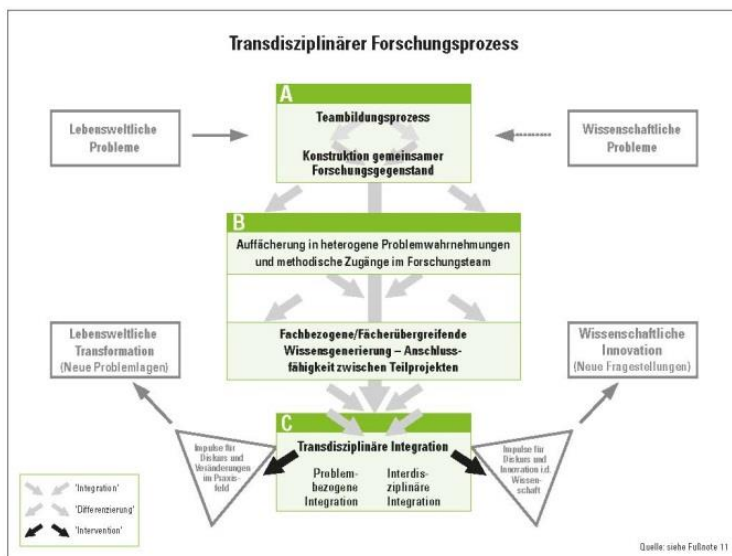 Transdisziplinärer Forschungsprozess
A
Teambildungsprozess
Konstruktion gemeinsamer
Forschungsgegenstand
Lebensweltliche
Probleme
Wissenschaftliche
Probleme
B
Auffächerung in heterogene Problemwahrnehmungen
und methodische Zugänge im Forschungsteam
Fachbezogene/Fächerübergreifende
Wissensgenerierung – Anschluss-
fähigkeit zwischen Teilprojekten
Lebensweltliche
Transformation
(Neue Problemlagen)
Wissenschaftliche
Innovation
(Neue Fragestellungen)
C
Transdisziplinäre Integration
Problem-
bezogene
Integration
Interdis-
ziplinäre
Integration
Impulse für
Diskurs und
Veränderungen
im Praxis-
feld
Impulse für
Diskurs und
Innovation i.d.
Wissen-
schaft
'Integration'
'Differenzierung'
'Intervention'
Quelle: siehe Fußnote 11